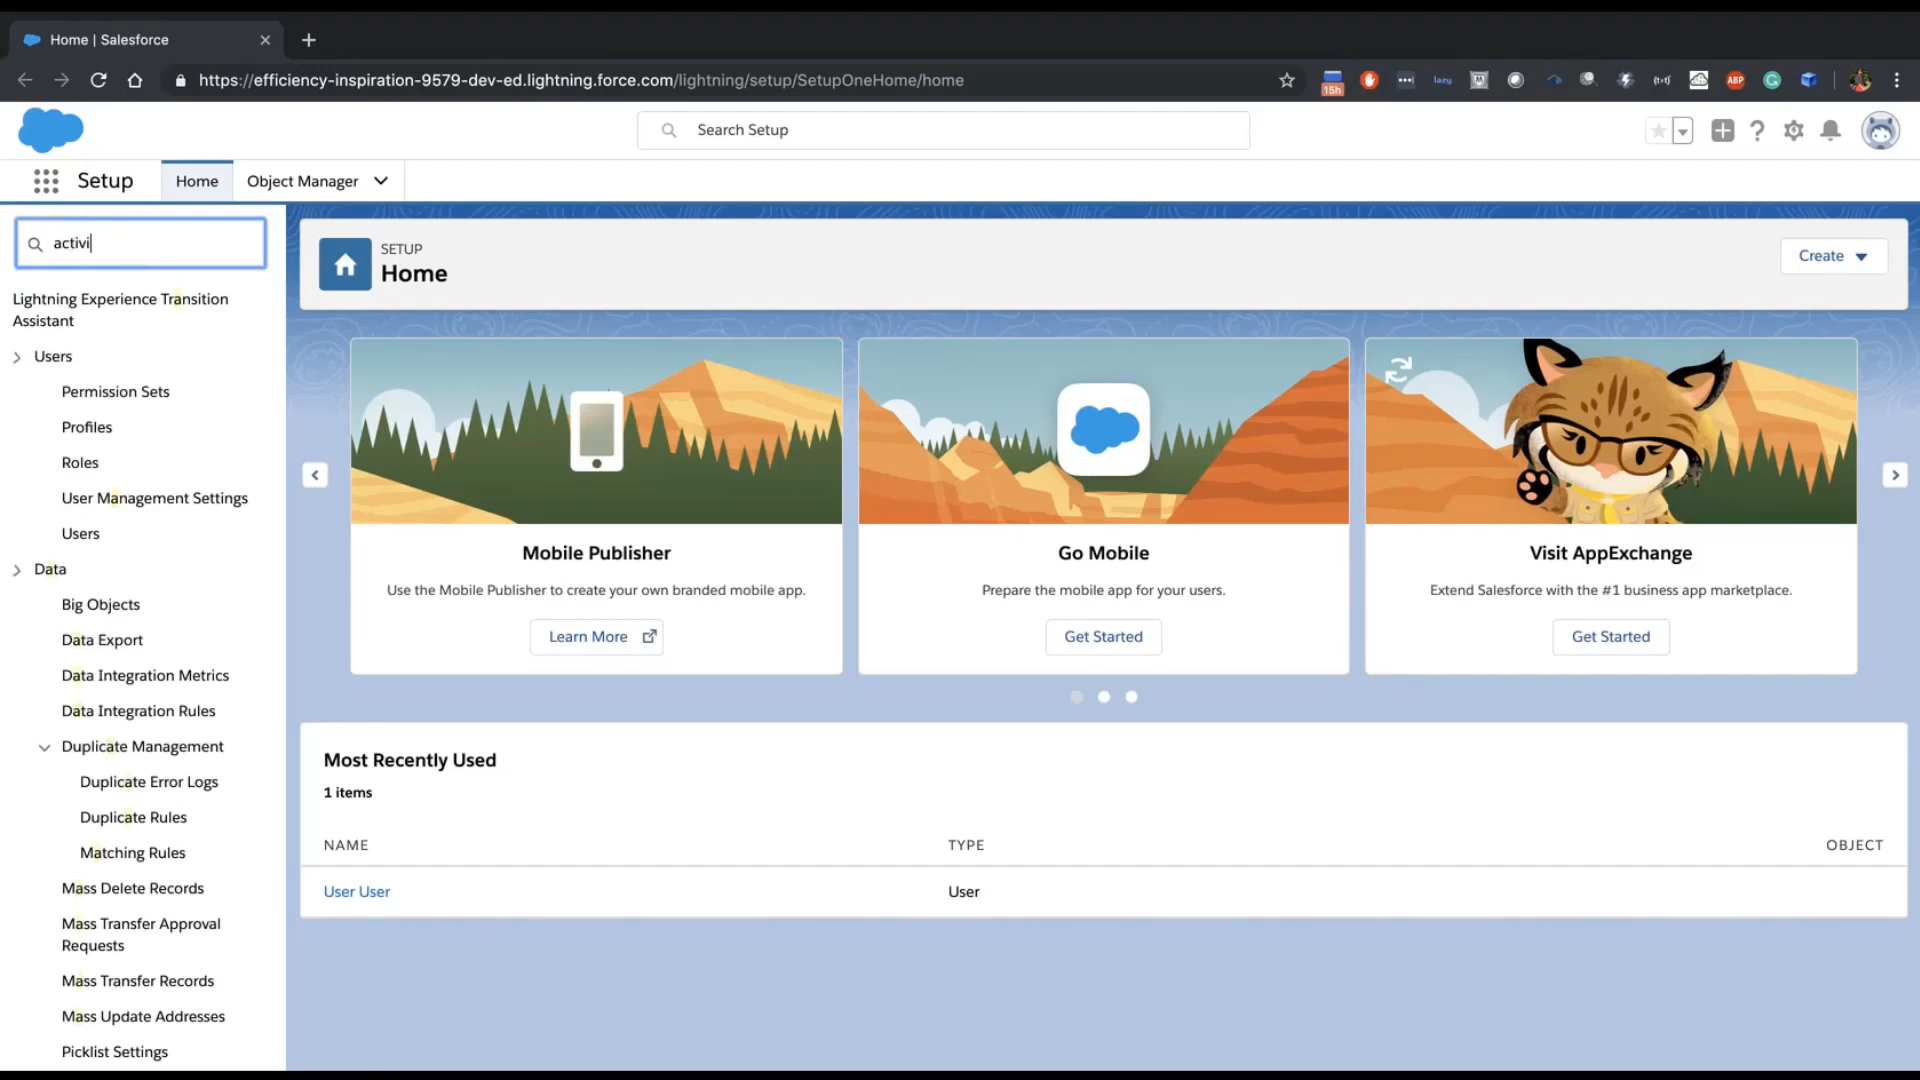 Home | Salesforce
https://efficiency-inspiration-9579-dev-ed.lightning.force.com/lightning/setup/SetupOneHome/home
15h
lazy
ABP
Search Setup
Setup
Home
Object Manager
activi
Lightning Experience Transition
Assistant
Users
Permission Sets
Profiles
Roles
User Management Settings
Users
Data
Big Objects
Data Export
Data Integration Metrics
Data Integration Rules
Duplicate Management
Duplicate Error Logs
Duplicate Rules
Matching Rules
Mass Delete Records
Mass Transfer Approval
Requests
Mass Transfer Records
Mass Update Addresses
Picklist Settings
SETUP
Home
Create
Mobile Publisher
Use the Mobile Publisher to create your own branded mobile app.
Learn More
Go Mobile
Prepare the mobile app for your users.
Get Started
Visit AppExchange
Extend Salesforce with the #1 business app marketplace.
Get Started
Most Recently Used
1 items
NAME TYPE OBJECT
User User User